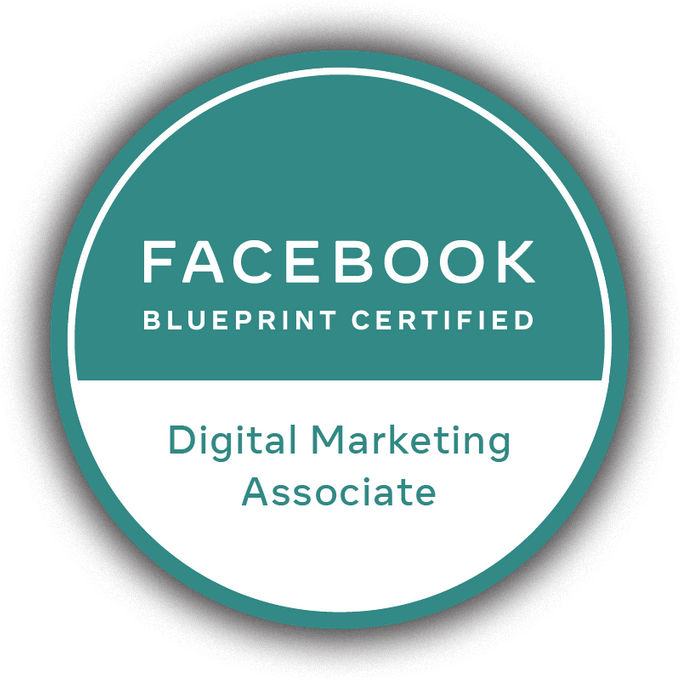 FACEBOOK
BLUEPRINT CERTIFIED
Digital Marketing
Associate